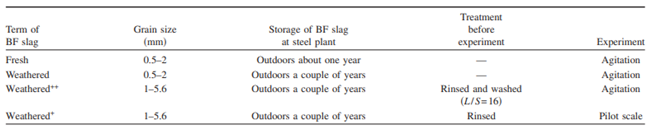 Treatment
Term of Grain size Storage of BF slag before
BF slag (mm) at steel plant experiment Experiment
Fresh 0.5–2 Outdoors about one year — Agitation
Weathered 0.5–2 Outdoors a couple of years — Agitation
Weathered++ 1–5.6 Outdoors a couple of years Rinsed and washed Agitation
(L/S=16)
Weathered+ 1–5.6 Outdoors a couple of years Rinsed Pilot scale